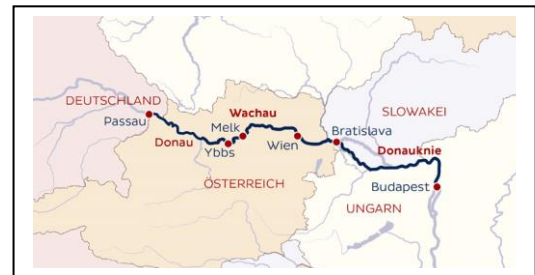 DEUTSCHLAND
Passau
Donau
Ybbs
Melk
Wachau
Wien
ÖSTERREICH
Bratislava
SLOWAKEI
Donauknie
Budapest
UNGARN